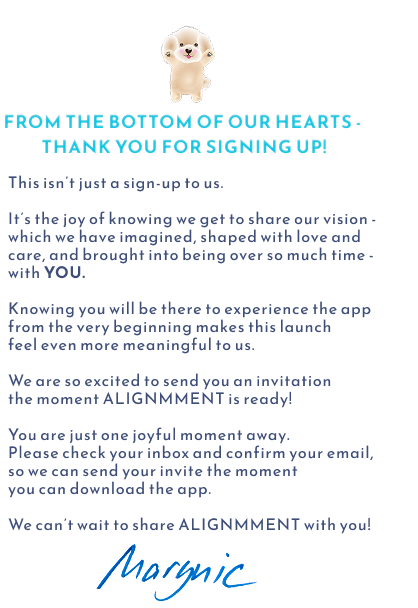 FROM THE BOTTOM OF OUR HEARTS -
THANK YOU FOR SIGNING UP!
This isn't just a sign-up to us.
It's the joy of knowing we get to share our vision -
which we have imagined, shaped with love and
care, and brought into being over so much time -
with YOU.
Knowing you will be there to experience the app
from the very beginning makes this launch
feel even more meaningful to us.
We are so excited to send you an invitation
the moment ALIGNMMENT is ready!
You are just one joyful moment away.
Please check your inbox and confirm your email,
so we can send your invite the moment
you can download the app.
We can't wait to share ALIGNMMENT with you!
Marynic